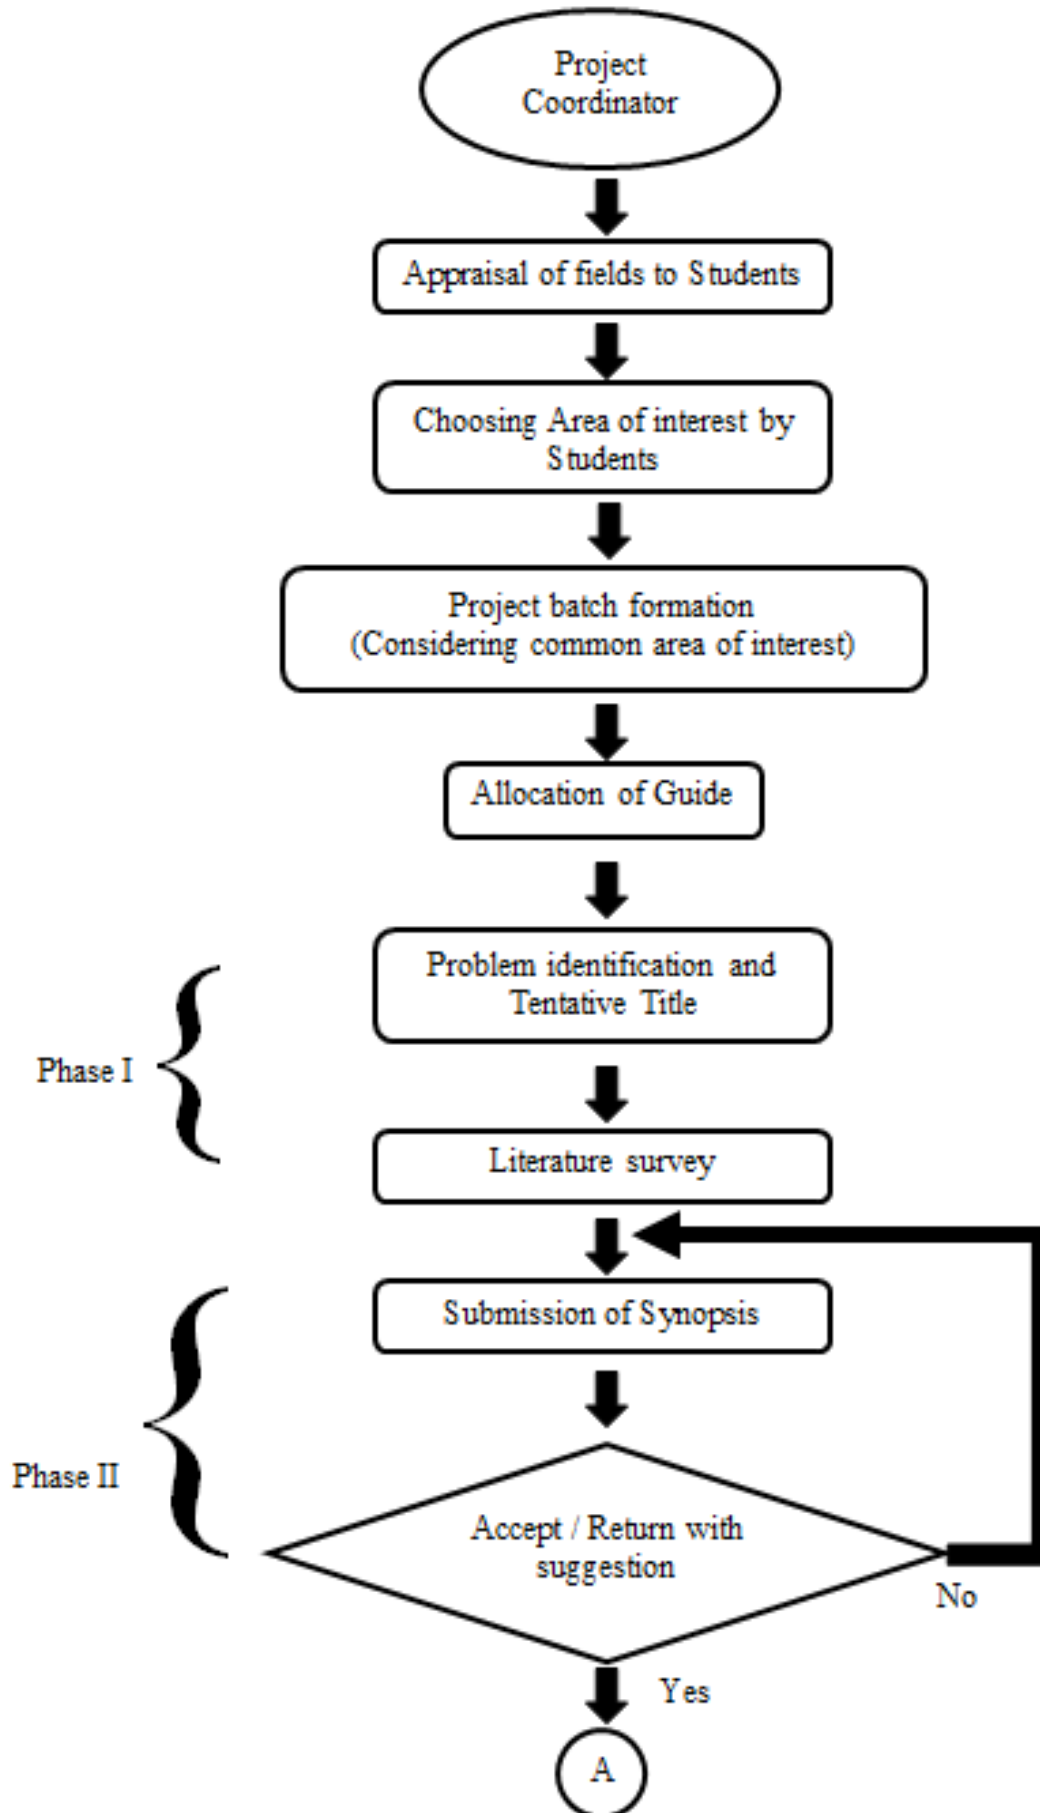 Project
Coordinator
Appraisal of fields to Students
Choosing Area of interest by
Students
Project batch formation
(Considering common area of interest)
Allocation of Guide
Problem identification and
Tentative Title
Phase I
Literature survey
Submission of Synopsis
Phase II
Accept / Return with
suggestion
No
Yes
A